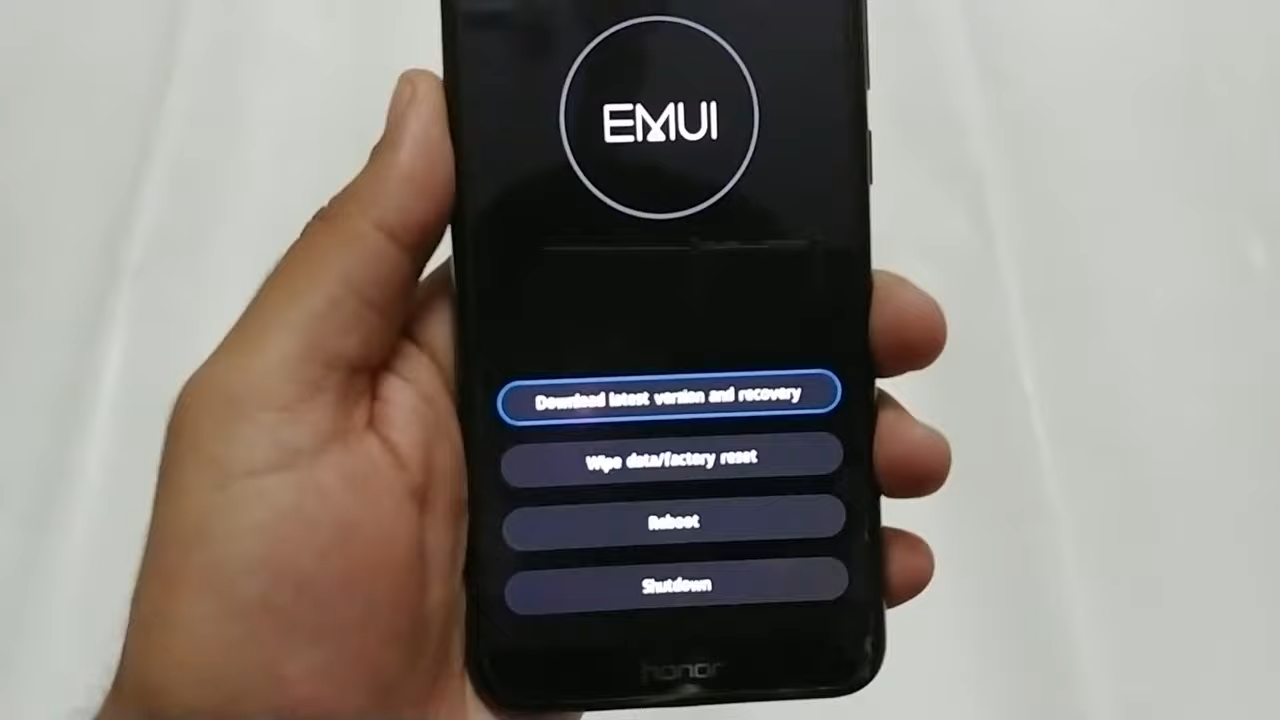 EMUI
Download latest version and recovery
Wipe data/factory reset
Reboot
Shutdown
honor